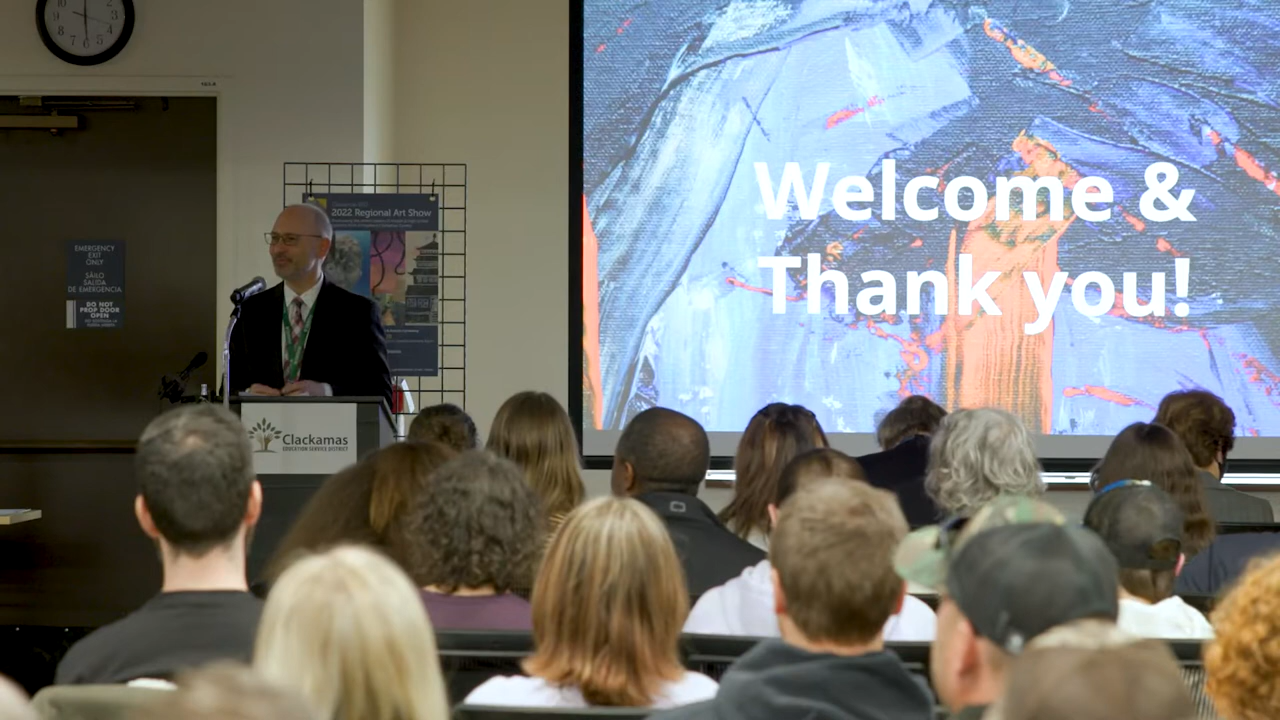 2022 Regional Art Show
Welcome &
Thank you!
EMERGENCY
EXIT
ONLY
SÁILO
SALIDA
DE EMERGENCIA
DO NOT
PROP DOOR
OPEN
Clackamas
EDUCATION SERVICE DISTRICT